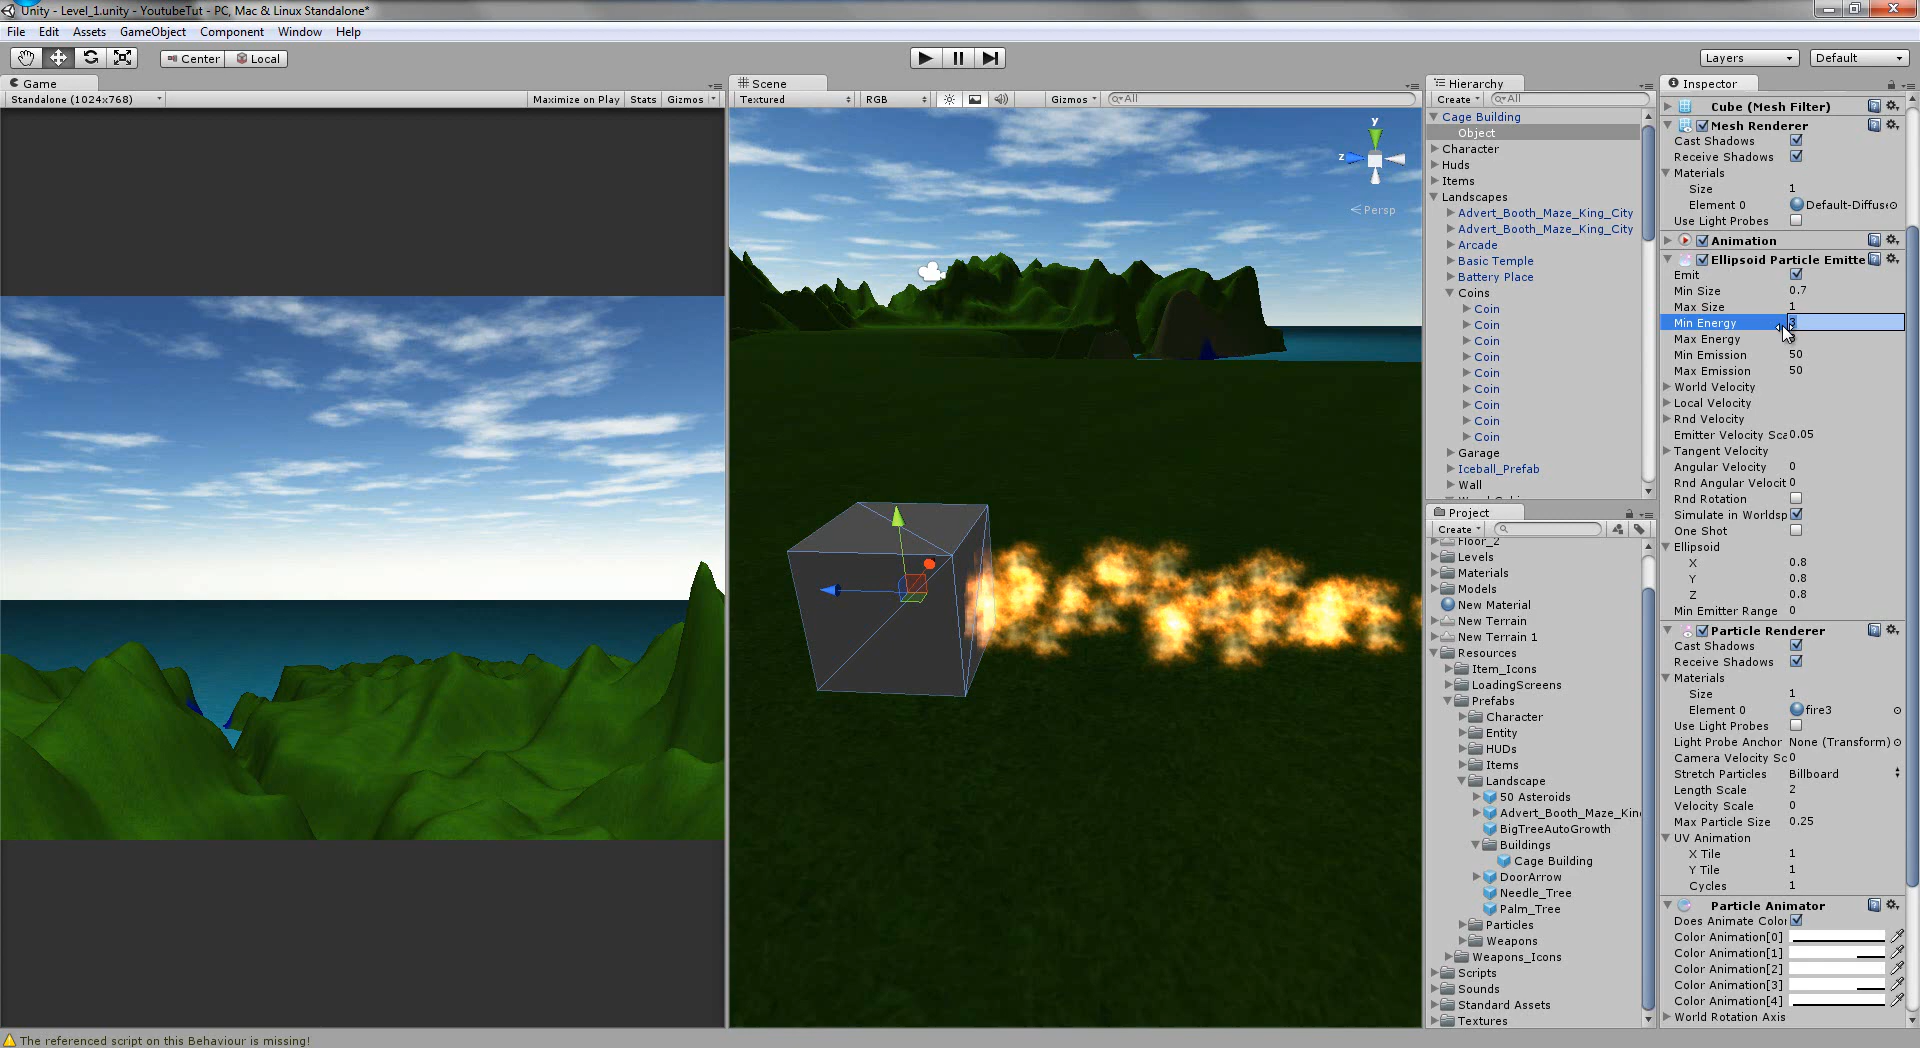 Unity - Level_1.unity - YoutubeTut - PC, Mac & Linux Standalone*
File Edit Assets GameObject Component Window Help
Center Local
Layers Default
Game
Standalone (1024x768) Maximize on Play Stats Gizmos
Scene
Textured RGB Gizmos All
y
z
Persp
Hierarchy
Create All
Cage Building
Object
Character
Huds
Items
Landscapes
Advert_Booth_Maze_King_City
Advert_Booth_Maze_King_City
Arcade
Basic Temple
Battery Place
Coins
Coin
Coin
Coin
Coin
Coin
Coin
Coin
Coin
Coin
Garage
Iceball_Prefab
Wall
Project
Create
Floor_2
Levels
Materials
Models
New Material
New Terrain
New Terrain 1
Resources
Item_Icons
LoadingScreens
Prefabs
Character
Entity
HUDs
Items
Landscape
50 Asteroids
Advert_Booth_Maze_Kin
BigTreeAutoGrowth
Buildings
Cage Building
DoorArrow
Needle_Tree
Palm_Tree
Particles
Weapons
Weapons_Icons
Scripts
Sounds
Standard Assets
Textures
Inspector
Cube (Mesh Filter)
Mesh Renderer
Cast Shadows
Receive Shadows
Materials
Size 1
Element 0 Default-Diffuse
Use Light Probes
Animation
Ellipsoid Particle Emitte
Emit
Min Size 0.7
Max Size 1
Min Energy 3
Max Energy 3
Min Emission 50
Max Emission 50
World Velocity
Local Velocity
Rnd Velocity
Emitter Velocity Sca 0.05
Tangent Velocity
Angular Velocity 0
Rnd Angular Velocit 0
Rnd Rotation
Simulate in Worldsp
One Shot
Ellipsoid
X 0.8
Y 0.8
Z 0.8
Min Emitter Range 0
Particle Renderer
Cast Shadows
Receive Shadows
Materials
Size 1
Element 0 fire3
Use Light Probes
Light Probe Anchor None (Transform)
Camera Velocity Sc 0
Stretch Particles Billboard
Length Scale 2
Velocity Scale 0
Max Particle Size 0.25
UV Animation
X Tile 1
Y Tile 1
Cycles 1
Particle Animator
Does Animate Color
Color Animation[0]
Color Animation[1]
Color Animation[2]
Color Animation[3]
Color Animation[4]
World Rotation Axis
The referenced script on this Behaviour is missing!